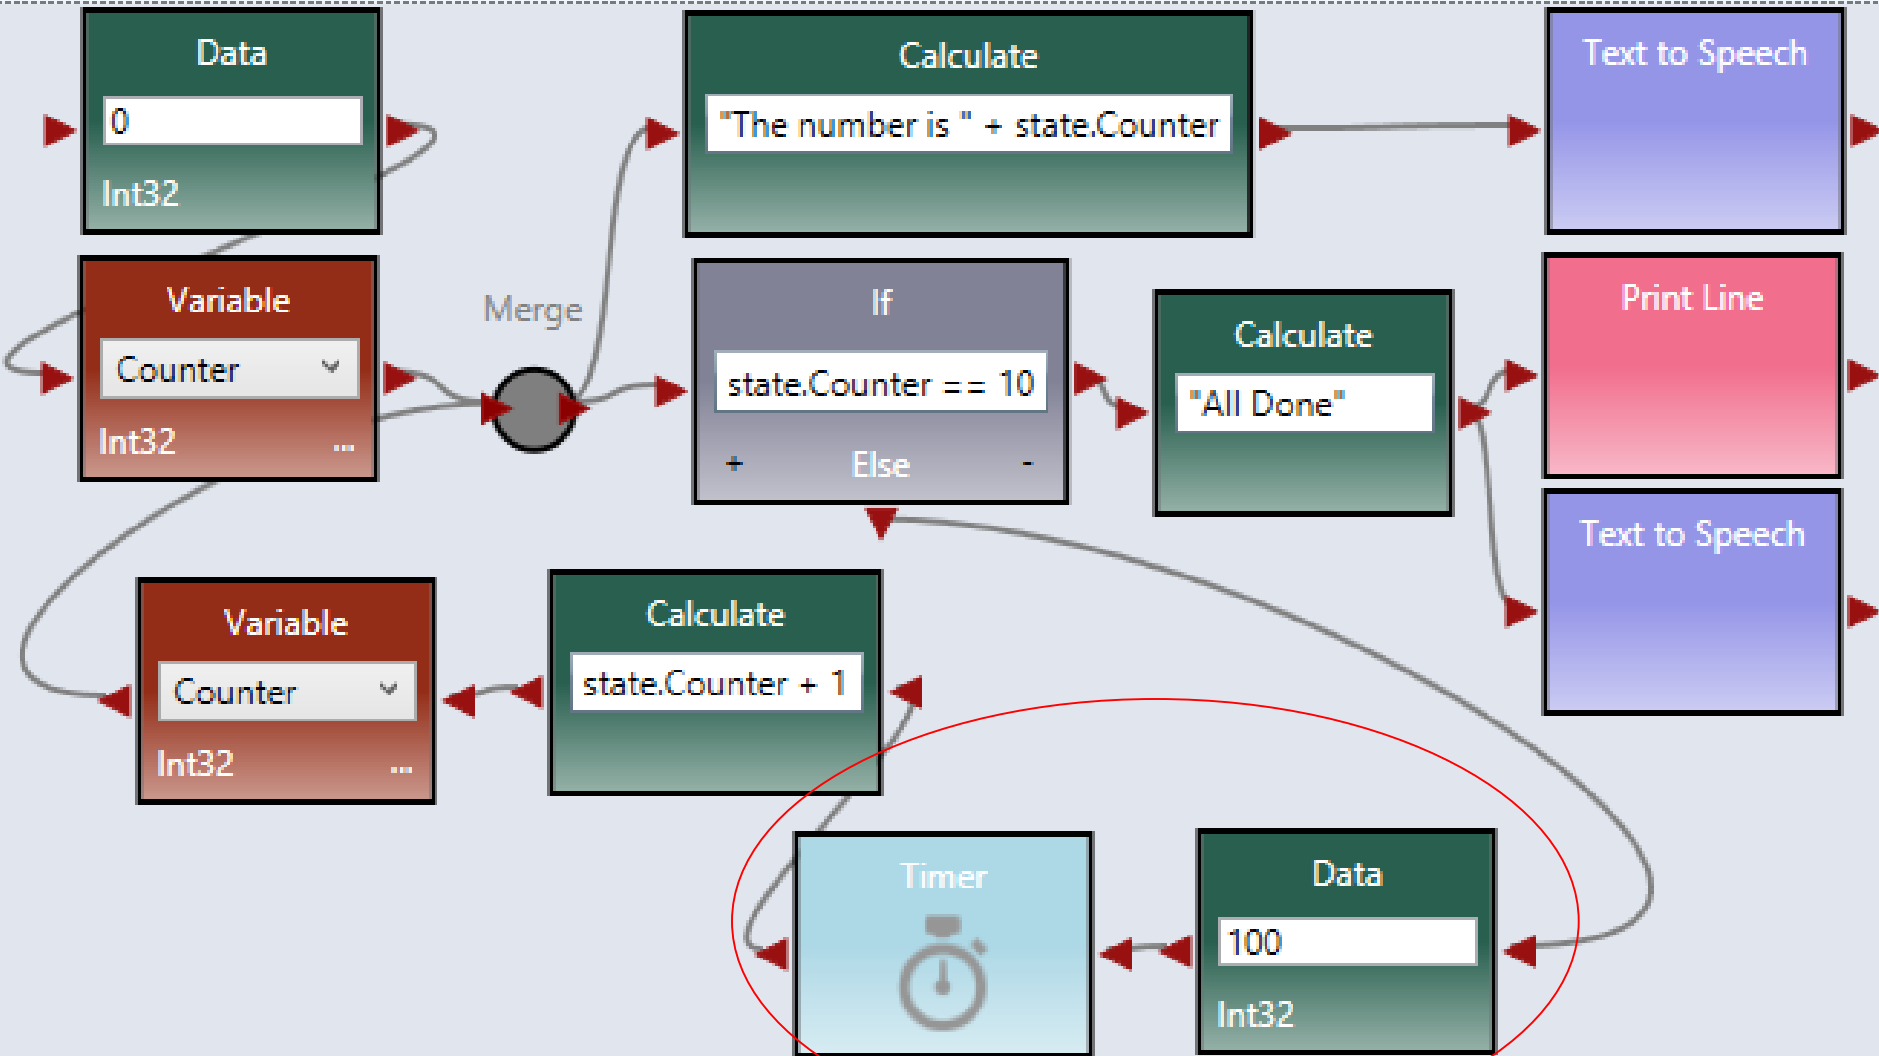 Data
0
Int32
Calculate
"The number is " + state.Counter
Text to Speech
Variable
Counter
Int32
...
Merge
If
state.Counter == 10
+ Else -
Calculate
"All Done"
Print Line
Text to Speech
Variable
Counter
Int32
...
Calculate
state.Counter + 1
Timer
Data
100
Int32